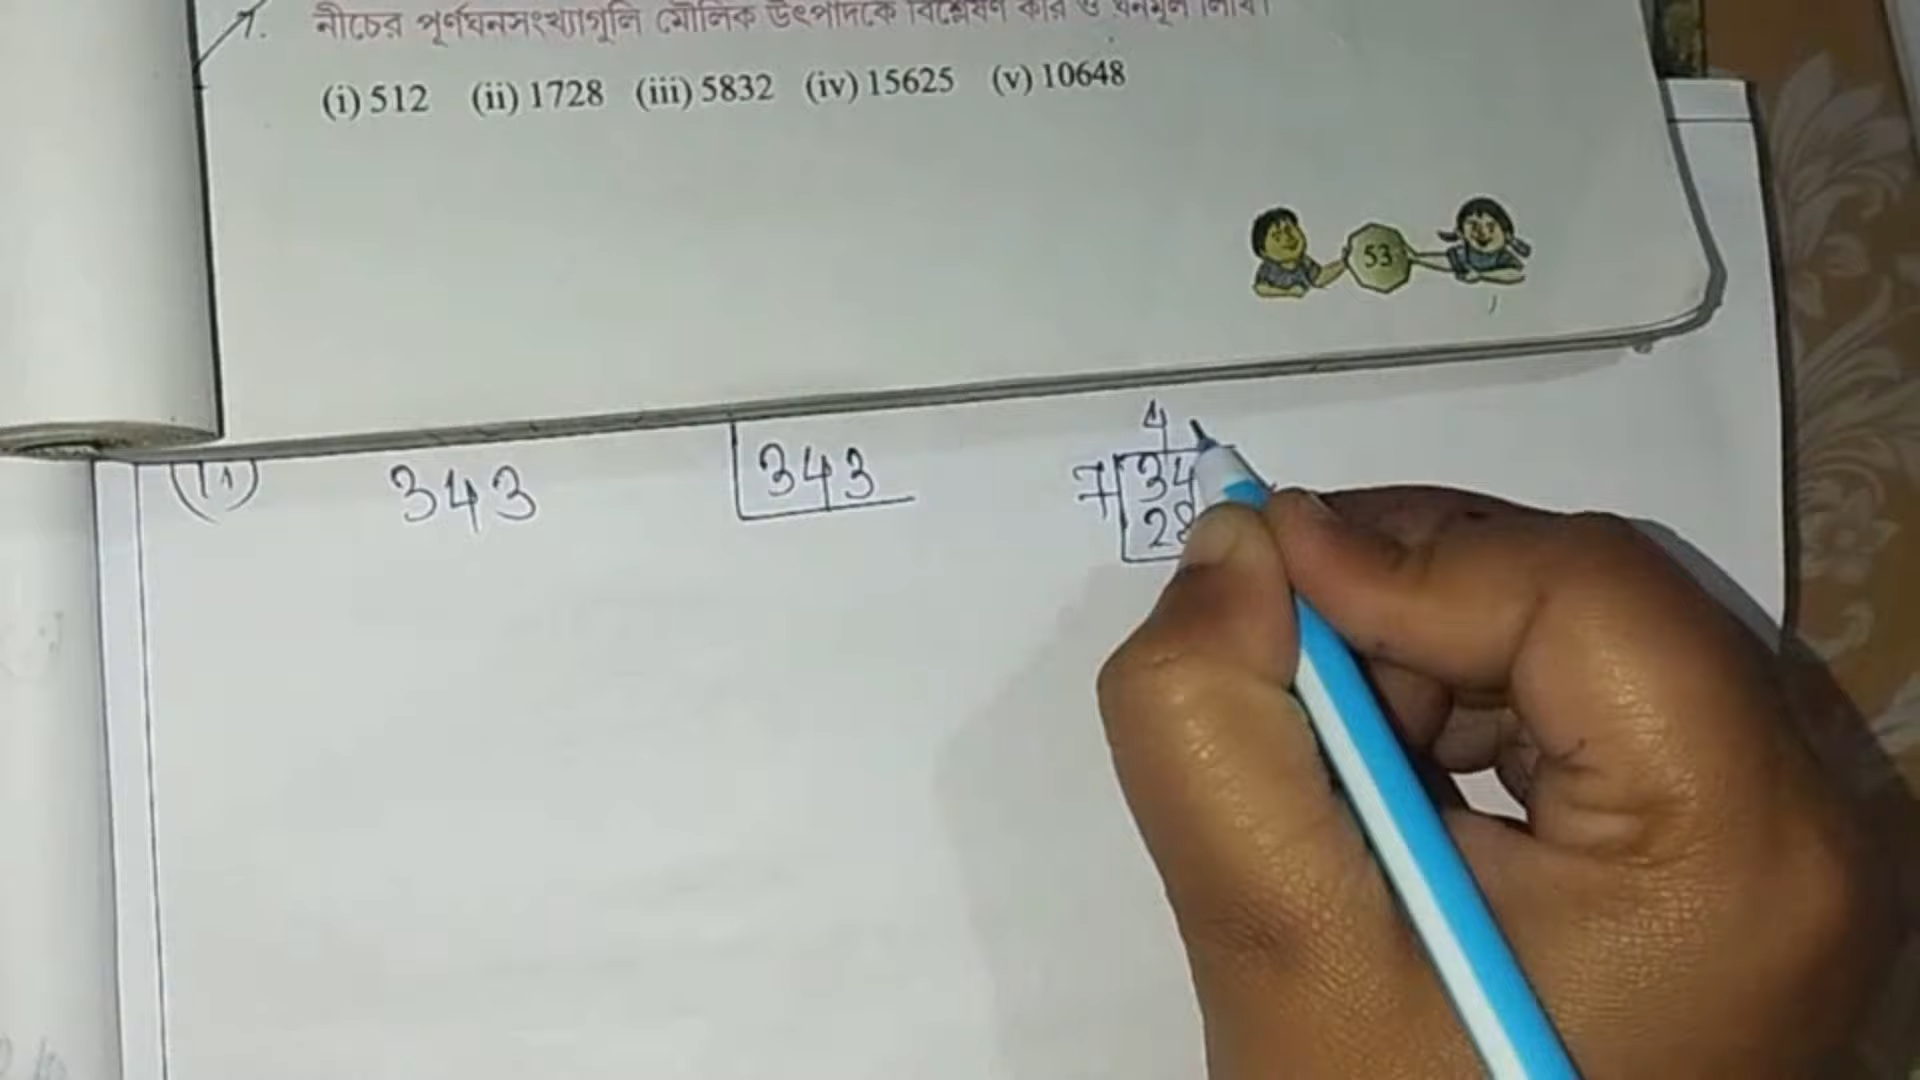 7. নীচের পূর্ণঘনসংখ্যাগুলি মৌলিক উৎপাদকে বিশ্লেষণ করি ও ঘনমূল লিখি।
(i) 512 (ii) 1728 (iii) 5832 (iv) 15625 (v) 10648
53
343 343
4
7 34
28